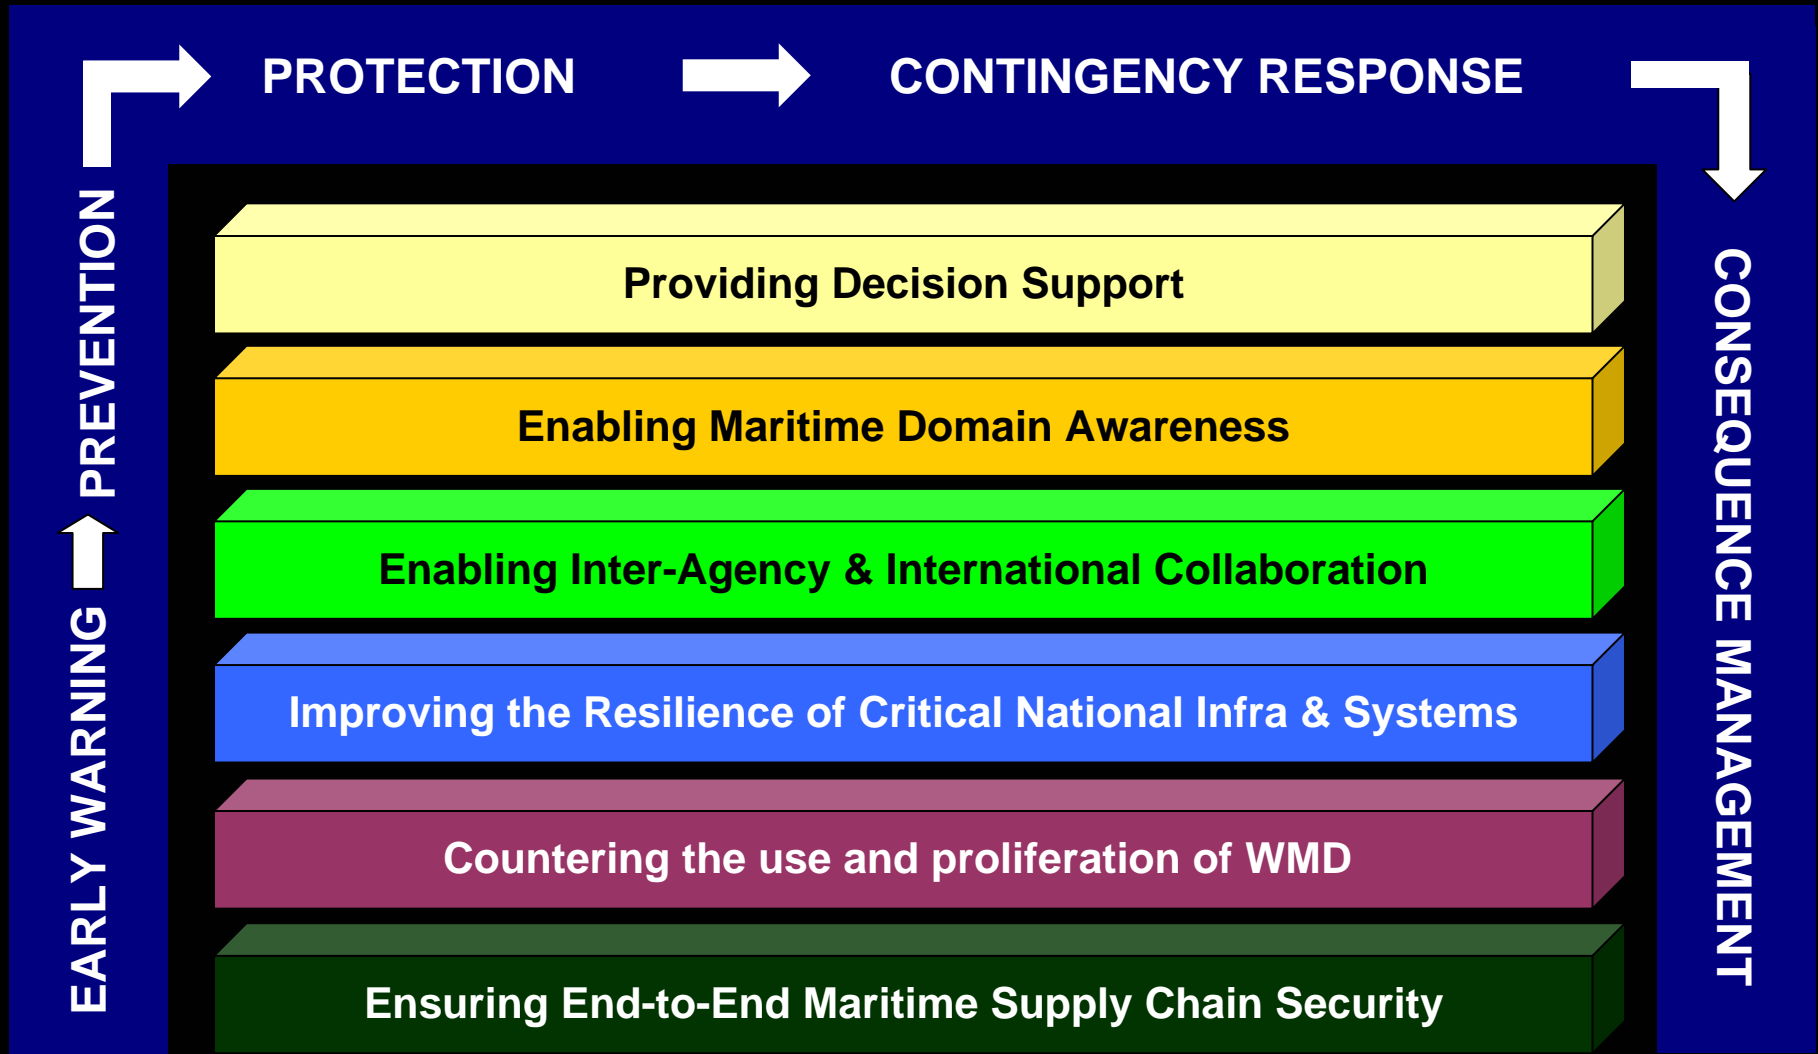 PROTECTION
CONTINGENCY RESPONSE
EARLY WARNING
PREVENTION
CONSEQUENCE MANAGEMENT
Providing Decision Support
Enabling Maritime Domain Awareness
Enabling Inter-Agency & International Collaboration
Improving the Resilience of Critical National Infra & Systems
Countering the use and proliferation of WMD
Ensuring End-to-End Maritime Supply Chain Security